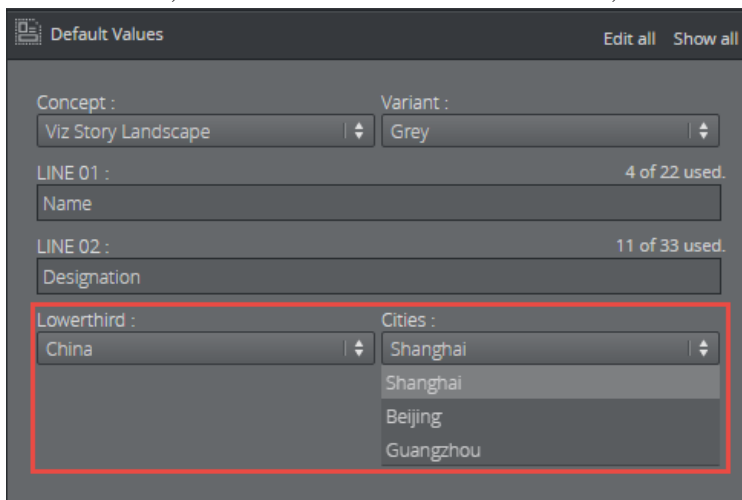 Default Values
Edit all Show all
Concept :
Variant :
Viz Story Landscape
Grey
LINE 01 :
4 of 22 used.
Name
LINE 02 :
11 of 33 used.
Designation
Lowerthird :
Cities :
China
Shanghai
Shanghai
Beijing
Guangzhou